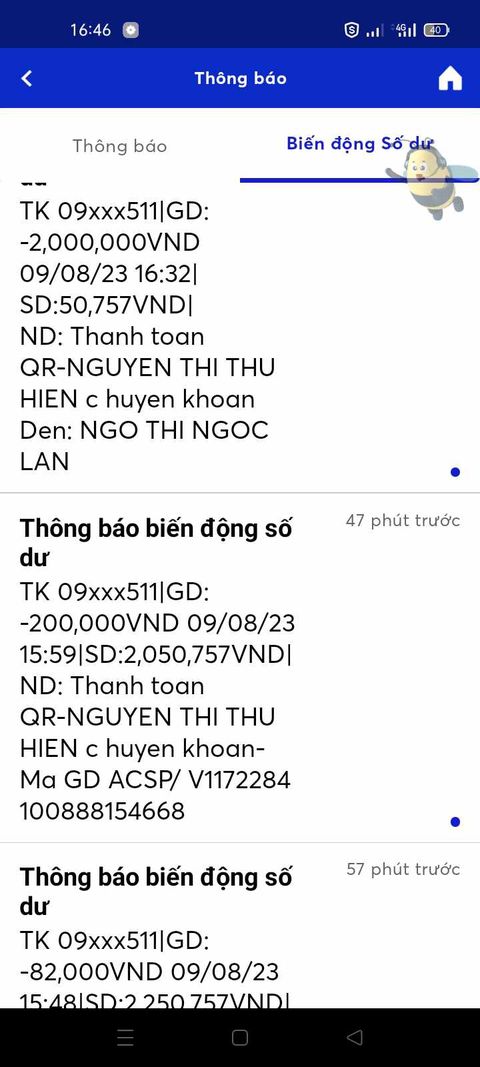 16:46
4G
40
Thông báo
Thông báo
Biến động Số dư
dư
TK 09xxx511|GD:
-2,000,000VND
09/08/23 16:32|
SD:50,757VND|
ND: Thanh toan
QR-NGUYEN THI THU
HIEN c huyen khoan
Den: NGO THI NGOC
LAN
Thông báo biến động số
dư
47 phút trước
TK 09xxx511|GD:
-200,000VND 09/08/23
15:59|SD:2,050,757VND|
ND: Thanh toan
QR-NGUYEN THI THU
HIEN c huyen khoan-
Ma GD ACSP/ V1172284
100888154668
Thông báo biến động số
dư
57 phút trước
TK 09xxx511|GD:
-82,000VND 09/08/23
15:48|SD:2,250,757VND|